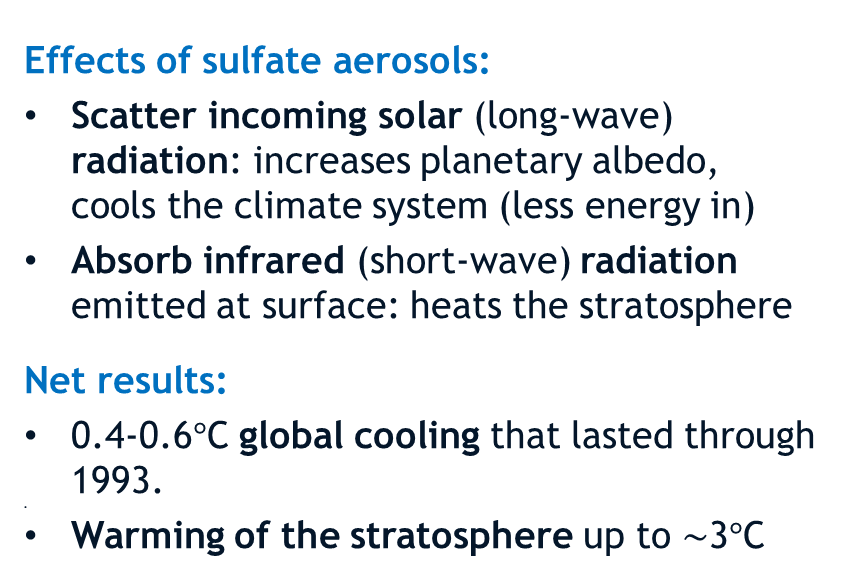 Effects of sulfate aerosols:
• Scatter incoming solar (long-wave)
radiation: increases planetary albedo,
cools the climate system (less energy in)
• Absorb infrared (short-wave) radiation
emitted at surface: heats the stratosphere
Net results:
• 0.4-0.6°C global cooling that lasted through
1993.
• Warming of the stratosphere up to ~3°C